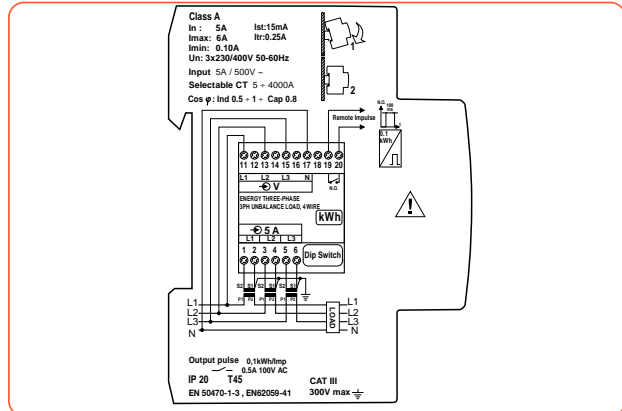 Class A
In : 5A Ist:15mA
Imax: 6A Itr:0.25A
Imin: 0.10A
Un: 3x230/400V 50-60Hz
Input 5A / 500V ~
Selectable CT 5 ÷ 4000A
Cos φ: Ind 0.5 ÷ 1 ÷ Cap 0.8
1
2
N.O. 100 ms
t
Remote Impulse
0.1 kWh
11 12 13 14 15 16 17 18 19 20
L1 L2 L3 N
V
N.O.
ENERGY THREE-PHASE
3PH UNBALANCE LOAD, 4 WIRE
kWh
5 A
L1 L2 L3
1 2 3 4 5 6
Dip Switch
S2 S1 S2 S1 S2 S1
P1 P2 P1 P2 P1 P2
L1 L1
L2 L2
L3 L3
N N
LOAD
Output pulse 0,1kWh/Imp
0.5A 100V AC
IP 20 T45
CAT III
EN 50470-1-3 , EN62059-41 300V max